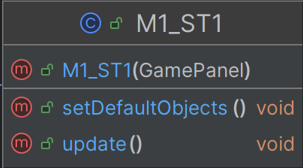 C M1_ST1
m M1_ST1(GamePanel)
m setDefaultObjects () void
m update() void